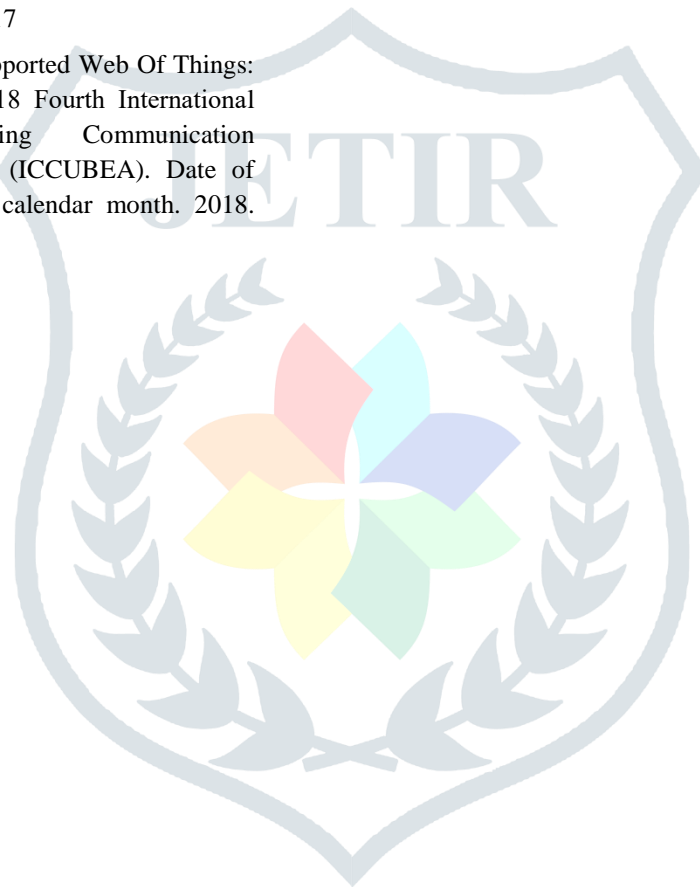 7
pported Web Of Things:
18 Fourth International
ing Communication
(ICCUBEA). Date of
calendar month. 2018.
JETIR